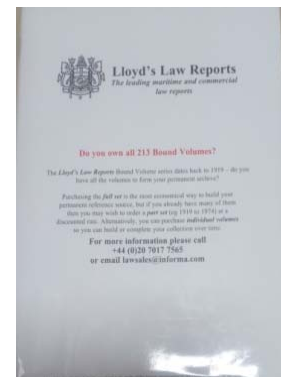 Lloyd's Law Reports
The leading maritime and commercial
law reports
Do you own all 213 Bound Volumes?
The Lloyd's Law Reports Bound Volume series dates back to 1919 – do you
have all the volumes to form your permanent archive?
Purchasing the full set is the most economical way to build your
permanent reference source, but if you already have many of them
then you may wish to order a part set (eg 1919 to 1974) at a
discounted rate. Alternatively, you can purchase individual volumes
so you can build or complete your collection over time.
For more information please call
+44 (0)20 7017 7565
or email lawsales@informa.com